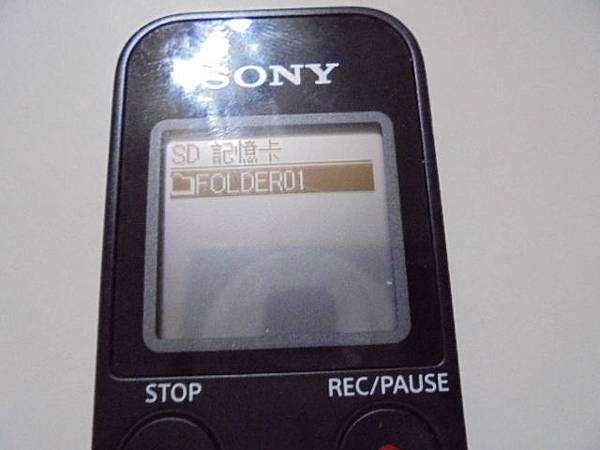 SONY
SD 記憶卡
FOLDER01
STOP
REC/PAUSE